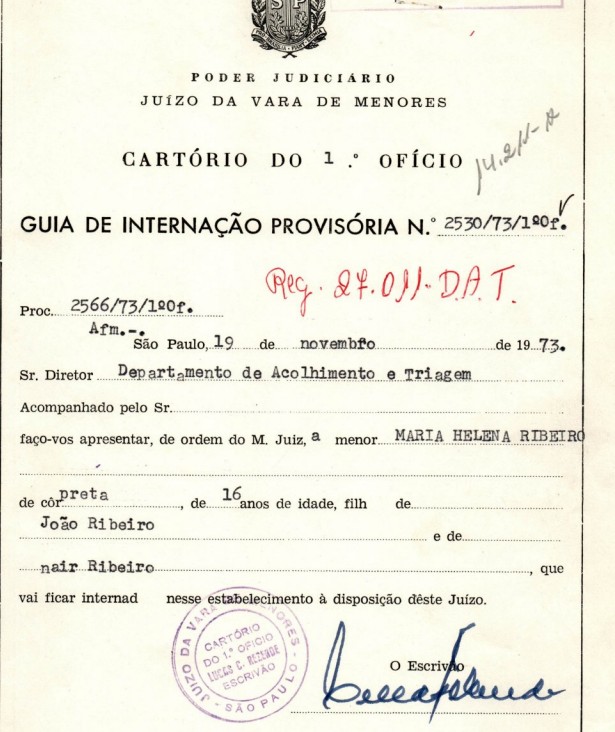 S P
PODER JUDICIÁRIO
JUÍZO DA VARA DE MENORES
CARTÓRIO DO 1 .º OFÍCIO
GUIA DE INTERNAÇÃO PROVISÓRIA N.º 2530/73/1ºOf.
Reg. 27.011-D.A.T.
Proc. 2566/73/1ºOf.
Afm.-.
São Paulo, 19 de novembro de 1973.
Sr. Diretor Departamento de Acolhimento e Triagem
Acompanhado pelo Sr.
faço-vos apresentar, de ordem do M. Juiz, a menor MARIA HELENA RIBEIRO
de côr preta, de 16 anos de idade, filh de
João Ribeiro
e de
nair Ribeiro, que
vai ficar internad nesse estabelecimento à disposição dêste Juízo.
JUÍZO DA VARA DE MENORES - SÃO PAULO -
CARTÓRIO
DO 1.º OFÍCIO
LUCAS C. REZENDE
ESCRIVÃO
O Escrivão